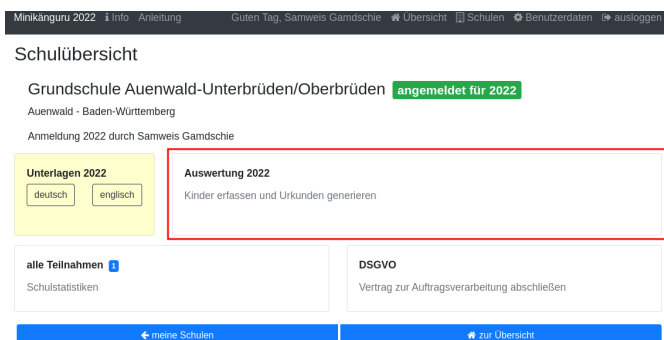 Minikänguru 2022 Info Anleitung Guten Tag, Samweis Gamdschie Übersicht Schulen Benutzerdaten ausloggen
Schulübersicht
Grundschule Auenwald-Unterbrüden/Oberbrüden angemeldet für 2022
Auenwald - Baden-Württemberg
Anmeldung 2022 durch Samweis Gamdschie
Unterlagen 2022
deutsch englisch
Auswertung 2022
Kinder erfassen und Urkunden generieren
alle Teilnahmen 1
Schulstatistiken
DSGVO
Vertrag zur Auftragsverarbeitung abschließen
meine Schulen
zur Übersicht